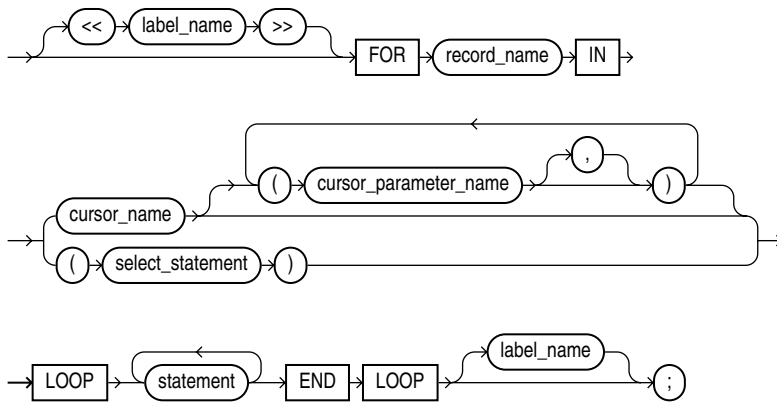 << label_name >>
FOR record_name IN
( cursor_parameter_name , )
cursor_name
( select_statement )
label_name
LOOP statement END LOOP ;